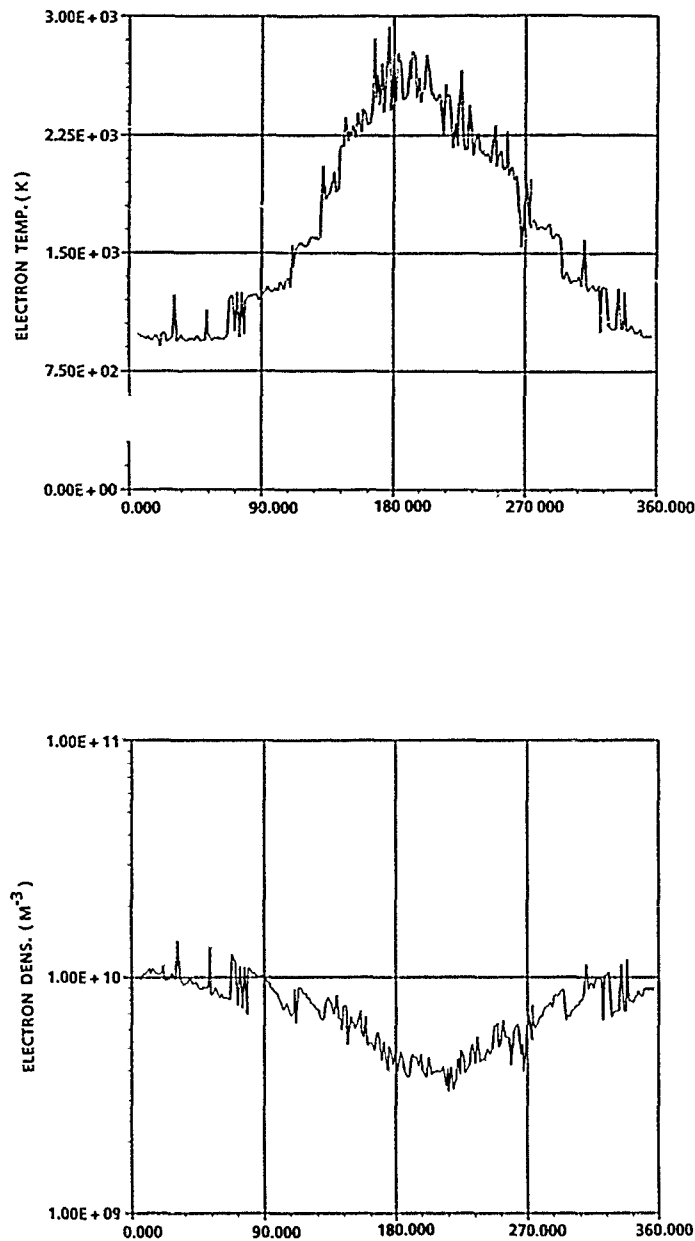 3.00E + 03
2.25E + 03
1.50E + 03
7.50E + 02
0.00E + 00
ELECTRON TEMP. (K)
0.000 90.000 180 000 270 000 360.000
1.00E + 11
1.00E + 10
1.00E + 09
ELECTRON DENS. (M-3)
0.000 90.000 180.000 270.000 360.000